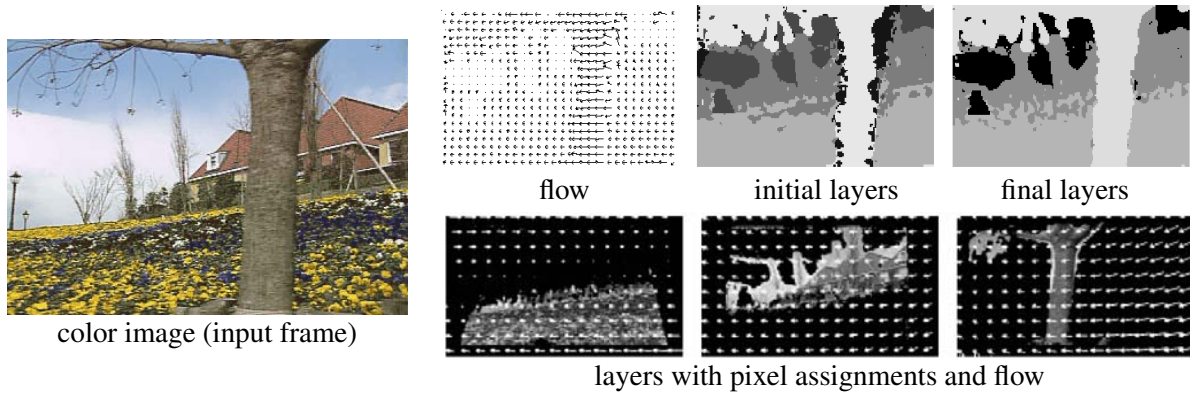 flow
initial layers
final layers
color image (input frame)
layers with pixel assignments and flow